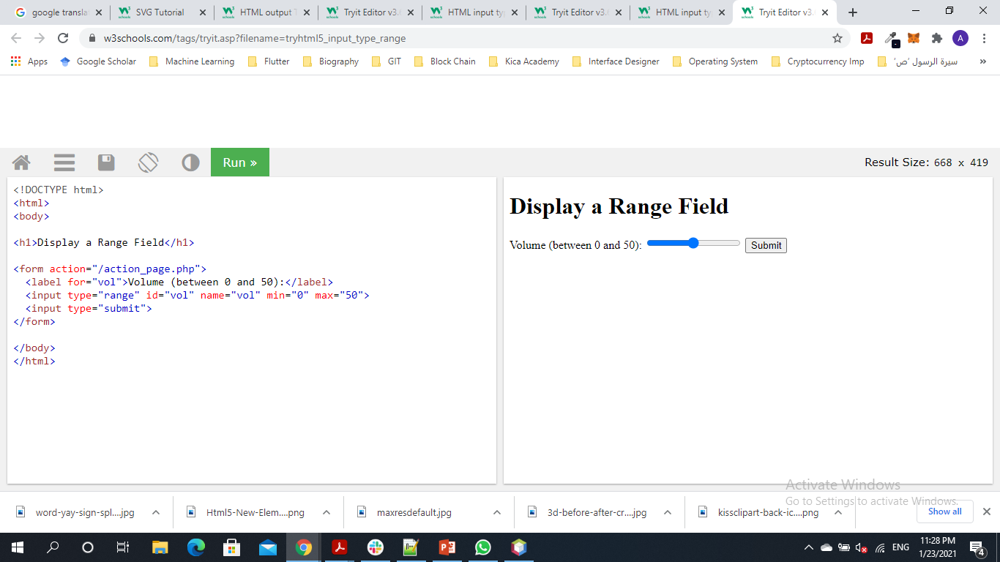 google transla
SVG Tutorial
HTML output T
Tryit Editor v3.
HTML input ty
Tryit Editor v3.
HTML input ty
Tryit Editor v3.
w3schools.com/tags/tryit.asp?filename=tryhtml5_input_type_range
A
Apps
Google Scholar
Machine Learning
Flutter
Biography
GIT
Block Chain
Kica Academy
Interface Designer
Operating System
Cryptocurrency Imp
سيرة الرسول 'ص'
»
Run »
Result Size: 668 x 419
<!DOCTYPE html>
<html>
<body>
<h1>Display a Range Field</h1>
<form action="/action_page.php">
<label for="vol">Volume (between 0 and 50):</label>
<input type="range" id="vol" name="vol" min="0" max="50">
<input type="submit">
</form>
</body>
</html>
Display a Range Field
Volume (between 0 and 50):
Submit
Activate Windows
Go to Settings to activate Windows.
word-yay-sign-spl....jpg
Html5-New-Elem....png
maxresdefault.jpg
3d-before-after-cr....jpg
kissclipart-back-ic....png
Show all
ENG
11:28 PM
1/23/2021
4